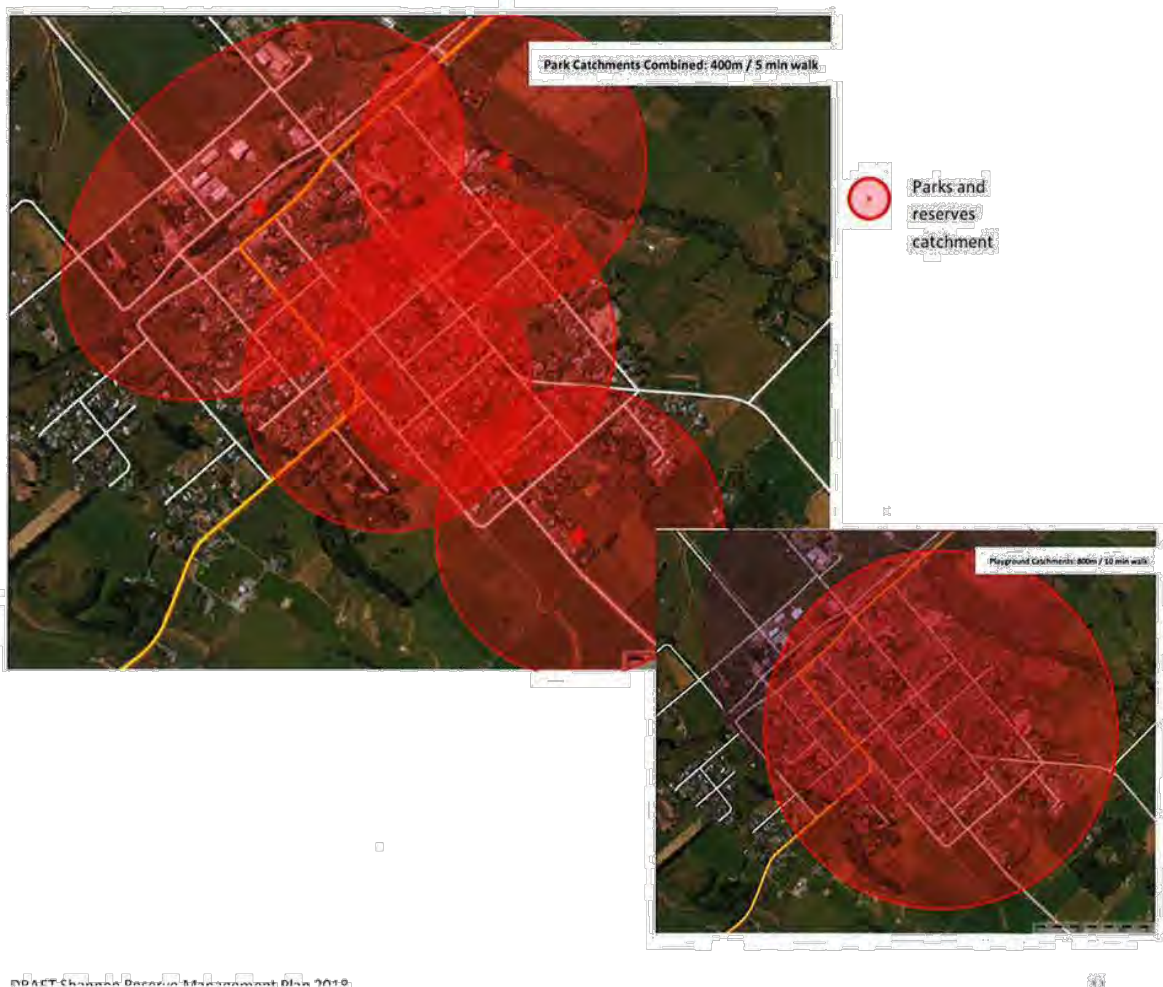 Park Catchments Combined: 400m / 5 min walk
Parks and
reserves
catchment
Playground Catchments: 800m / 10 min walk
DRAFT Shannon Reserve Management Plan 2018